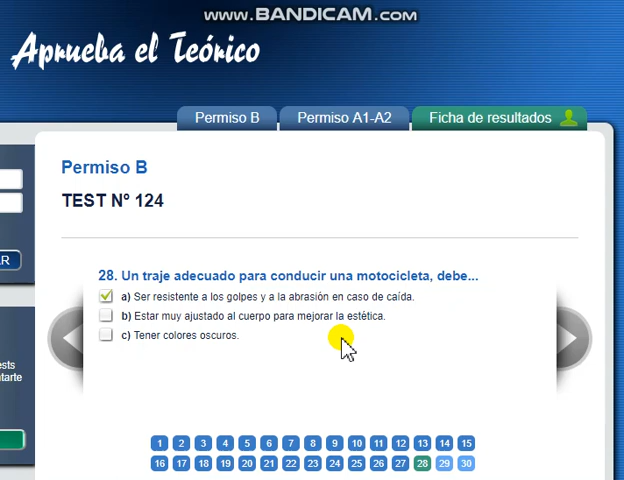 WWW.BANDICAM.COM
Aprueba el Teórico
Permiso B
Permiso A1-A2
Ficha de resultados
Permiso B
TEST Nº 124
28. Un traje adecuado para conducir una motocicleta, debe...
a) Ser resistente a los golpes y a la abrasión en caso de caída.
b) Estar muy ajustado al cuerpo para mejorar la estética.
c) Tener colores oscuros.
1 2 3 4 5 6 7 8 9 10 11 12 13 14 15
16 17 18 19 20 21 22 23 24 25 26 27 28 29 30